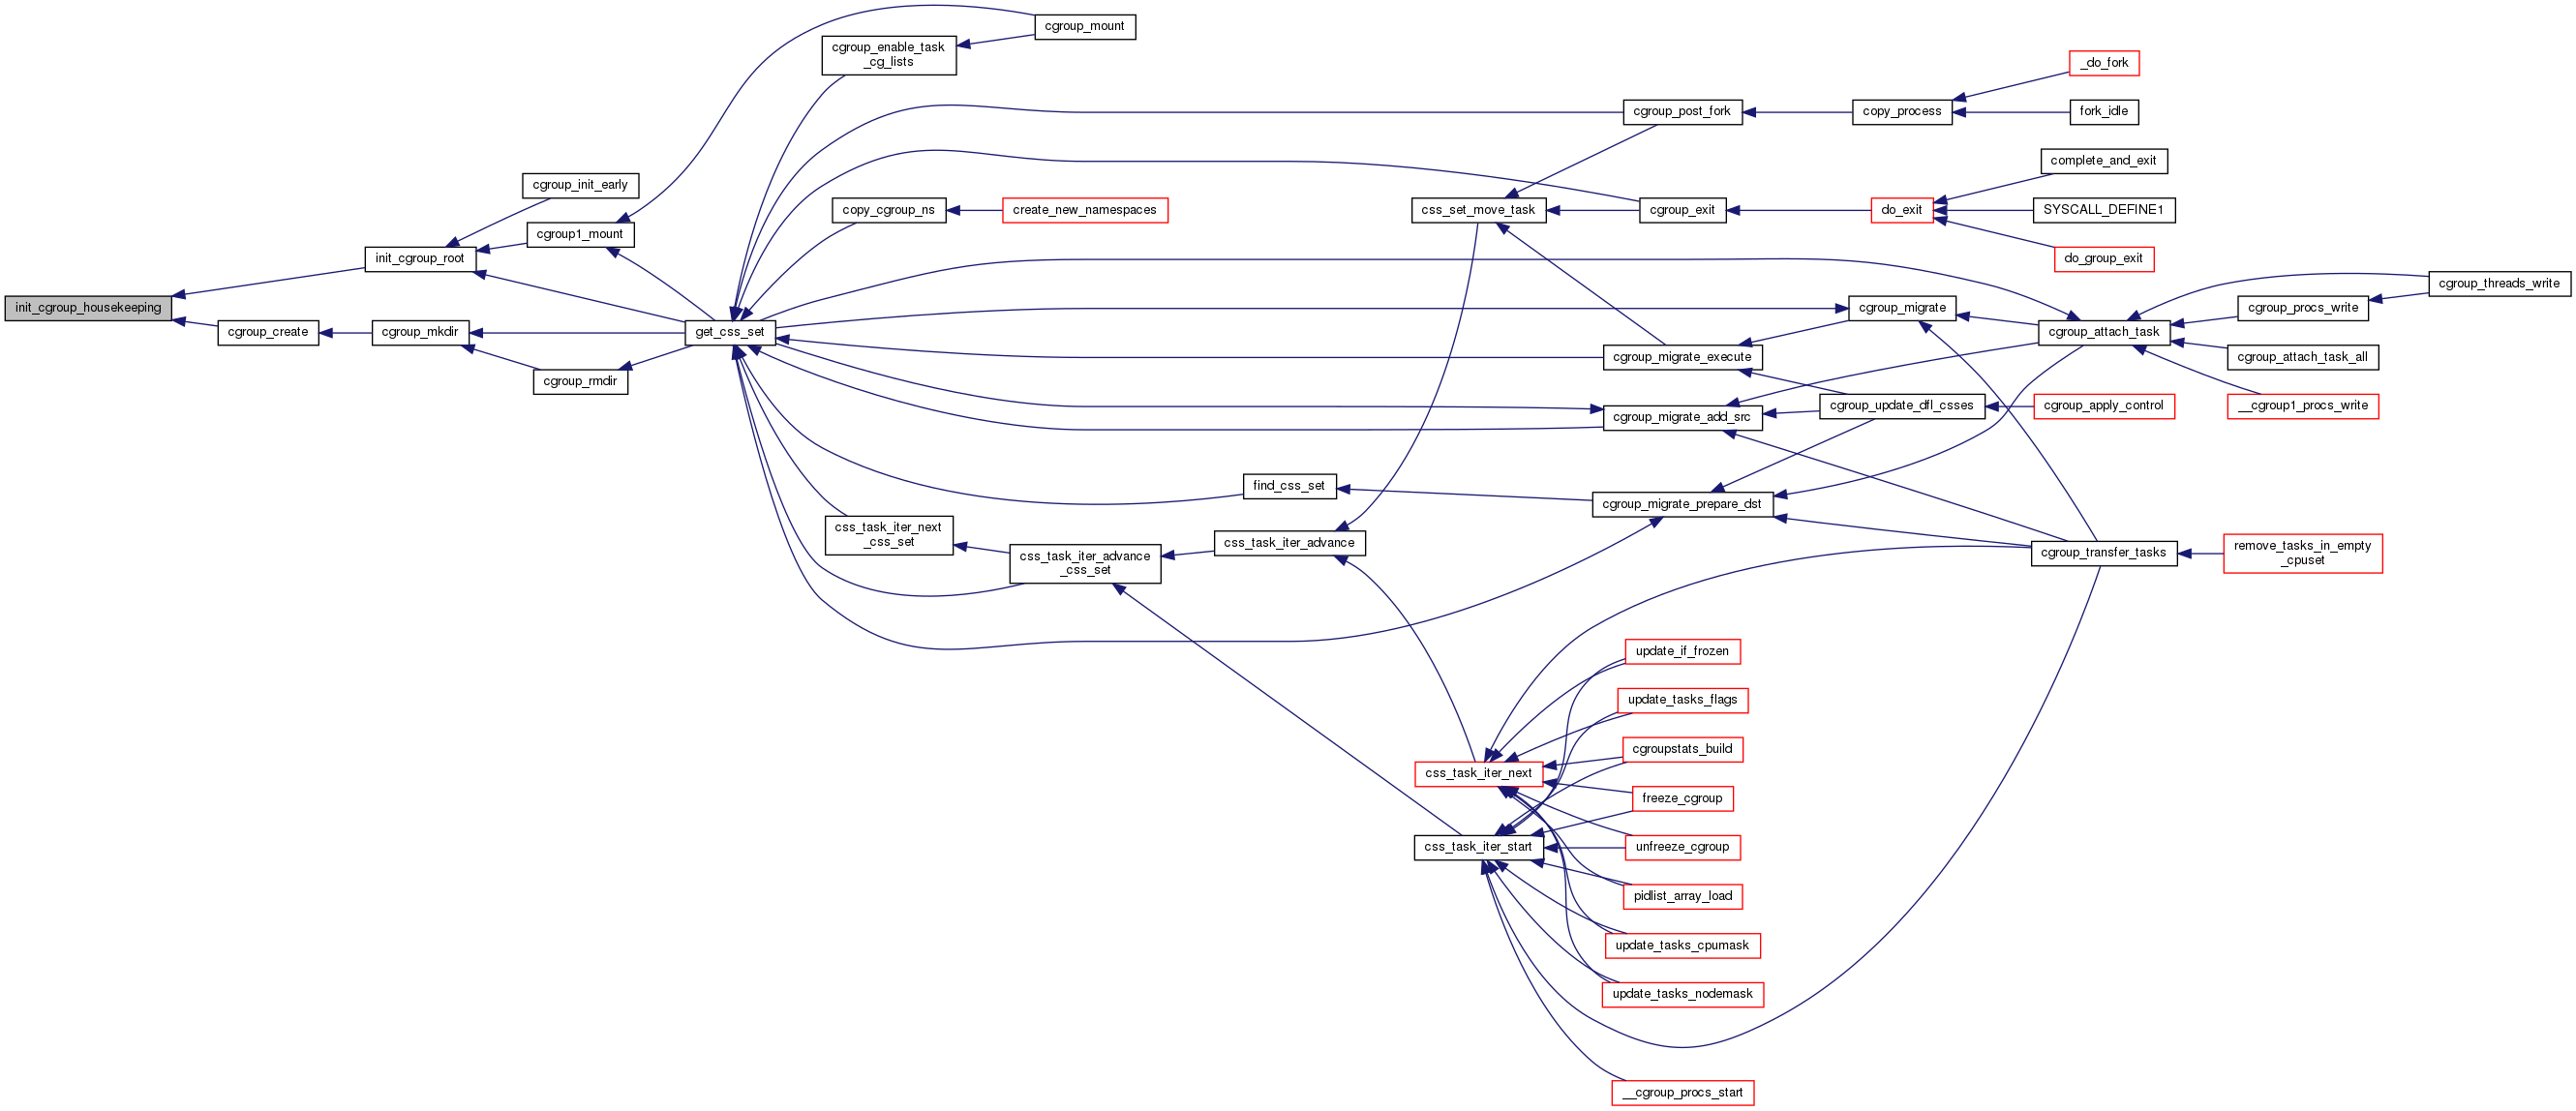 cgroup_mount
cgroup_enable_task
_cg_lists
_do_fork
cgroup_post_fork
copy_process
fork_idle
complete_and_exit
cgroup_init_early
copy_cgroup_ns
create_new_namespaces
css_set_move_task
cgroup_exit
do_exit
SYSCALL_DEFINE1
cgroup1_mount
init_cgroup_root
do_group_exit
cgroup_threads_write
init_cgroup_housekeeping
cgroup_migrate
cgroup_procs_write
cgroup_create
cgroup_mkdir
get_css_set
cgroup_attach_task
cgroup_migrate_execute
cgroup_attach_task_all
cgroup_rmdir
cgroup_update_dfl_csses
cgroup_apply_control
__cgroup1_procs_write
cgroup_migrate_add_src
find_css_set
cgroup_migrate_prepare_dst
css_task_iter_next
_css_set
css_task_iter_advance
css_task_iter_advance
_css_set
cgroup_transfer_tasks
remove_tasks_in_empty
_cpuset
update_if_frozen
update_tasks_flags
cgroupstats_build
css_task_iter_next
freeze_cgroup
css_task_iter_start
unfreeze_cgroup
pidlist_array_load
update_tasks_cpumask
update_tasks_nodemask
__cgroup_procs_start